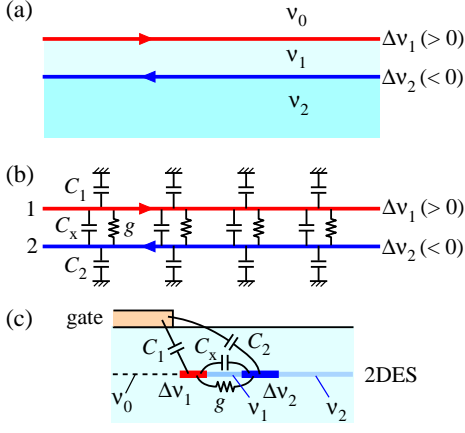 (a)
ν₀
Δν₁(> 0)
ν₁
Δν₂(< 0)
ν₂
(b)
C₁
1
Δν₁(> 0)
Cₓ
g
2
Δν₂(< 0)
C₂
(c)
gate
C₁
Cₓ
C₂
2DES
ν₀
Δν₁
g
ν₁
Δν₂
ν₂